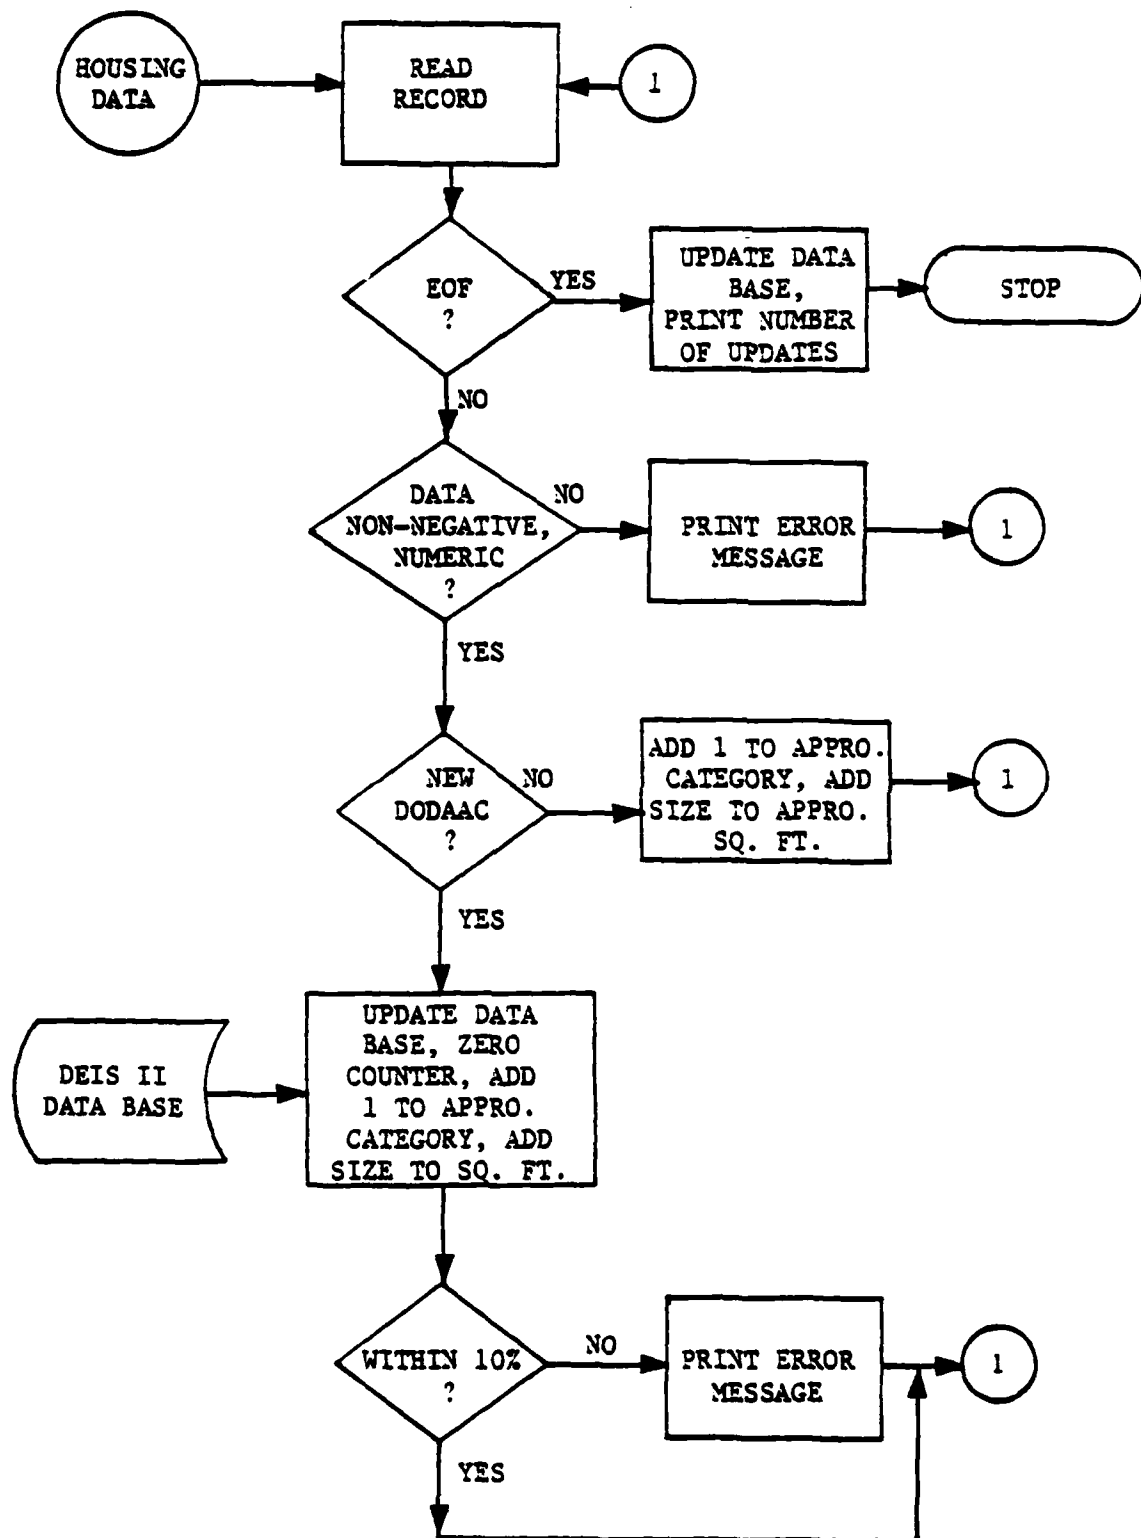 HOUSING
DATA
READ
RECORD
1
EOF
?
YES
UPDATE DATA
BASE,
PRINT NUMBER
OF UPDATES
STOP
NO
DATA
NON-NEGATIVE,
NUMERIC
?
NO
PRINT ERROR
MESSAGE
1
YES
NEW
DODAAC
?
NO
ADD 1 TO APPRO.
CATEGORY, ADD
SIZE TO APPRO.
SQ. FT.
1
YES
DEIS II
DATA BASE
UPDATE DATA
BASE, ZERO
COUNTER, ADD
1 TO APPRO.
CATEGORY, ADD
SIZE TO SQ. FT.
WITHIN 10%
?
NO
PRINT ERROR
MESSAGE
1
YES